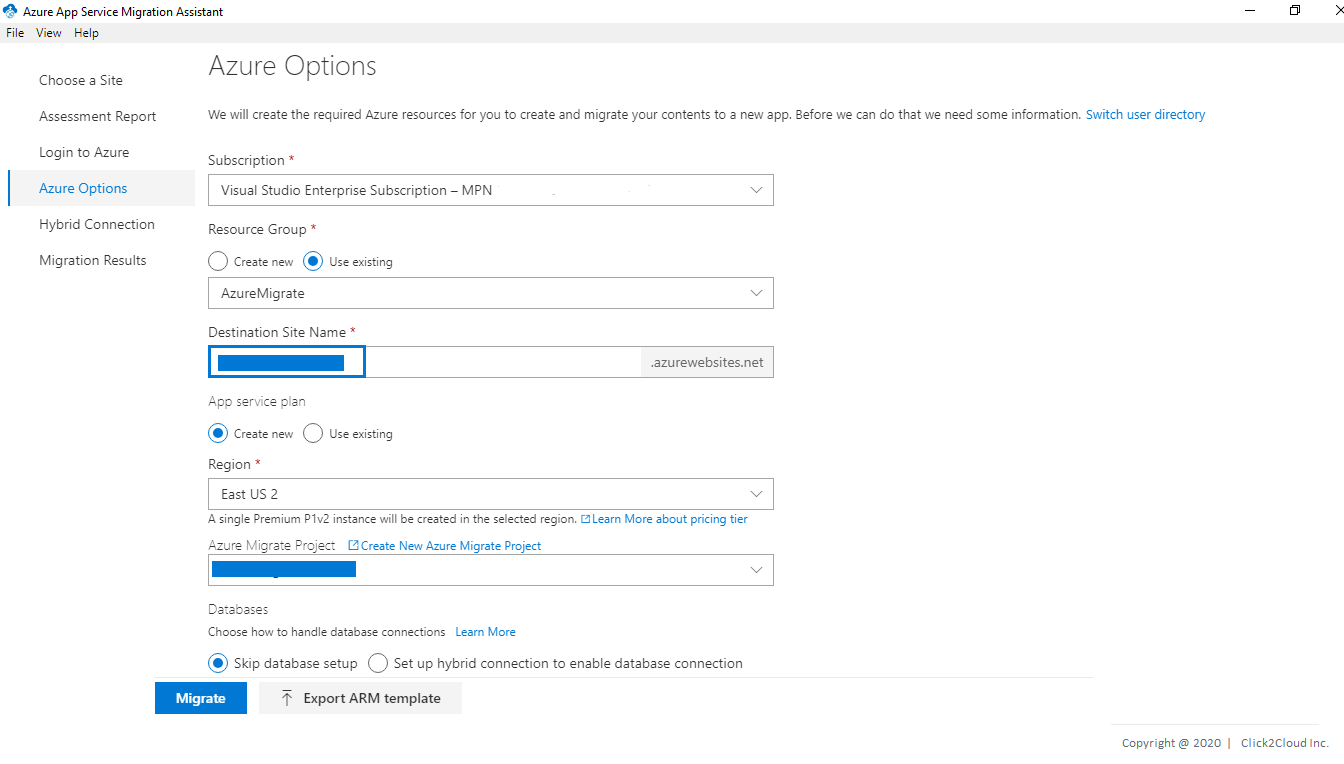 Azure App Service Migration Assistant
File View Help
Choose a Site
Assessment Report
Login to Azure
Azure Options
Hybrid Connection
Migration Results
Azure Options
We will create the required Azure resources for you to create and migrate your contents to a new app. Before we can do that we need some information. Switch user directory
Subscription *
Visual Studio Enterprise Subscription – MPN
Resource Group *
Create new Use existing
AzureMigrate
Destination Site Name *
.azurewebsites.net
App service plan
Create new Use existing
Region *
East US 2
A single Premium P1v2 instance will be created in the selected region. Learn More about pricing tier
Azure Migrate Project Create New Azure Migrate Project
Databases
Choose how to handle database connections Learn More
Skip database setup Set up hybrid connection to enable database connection
Migrate Export ARM template
Copyright @ 2020 | Click2Cloud Inc.